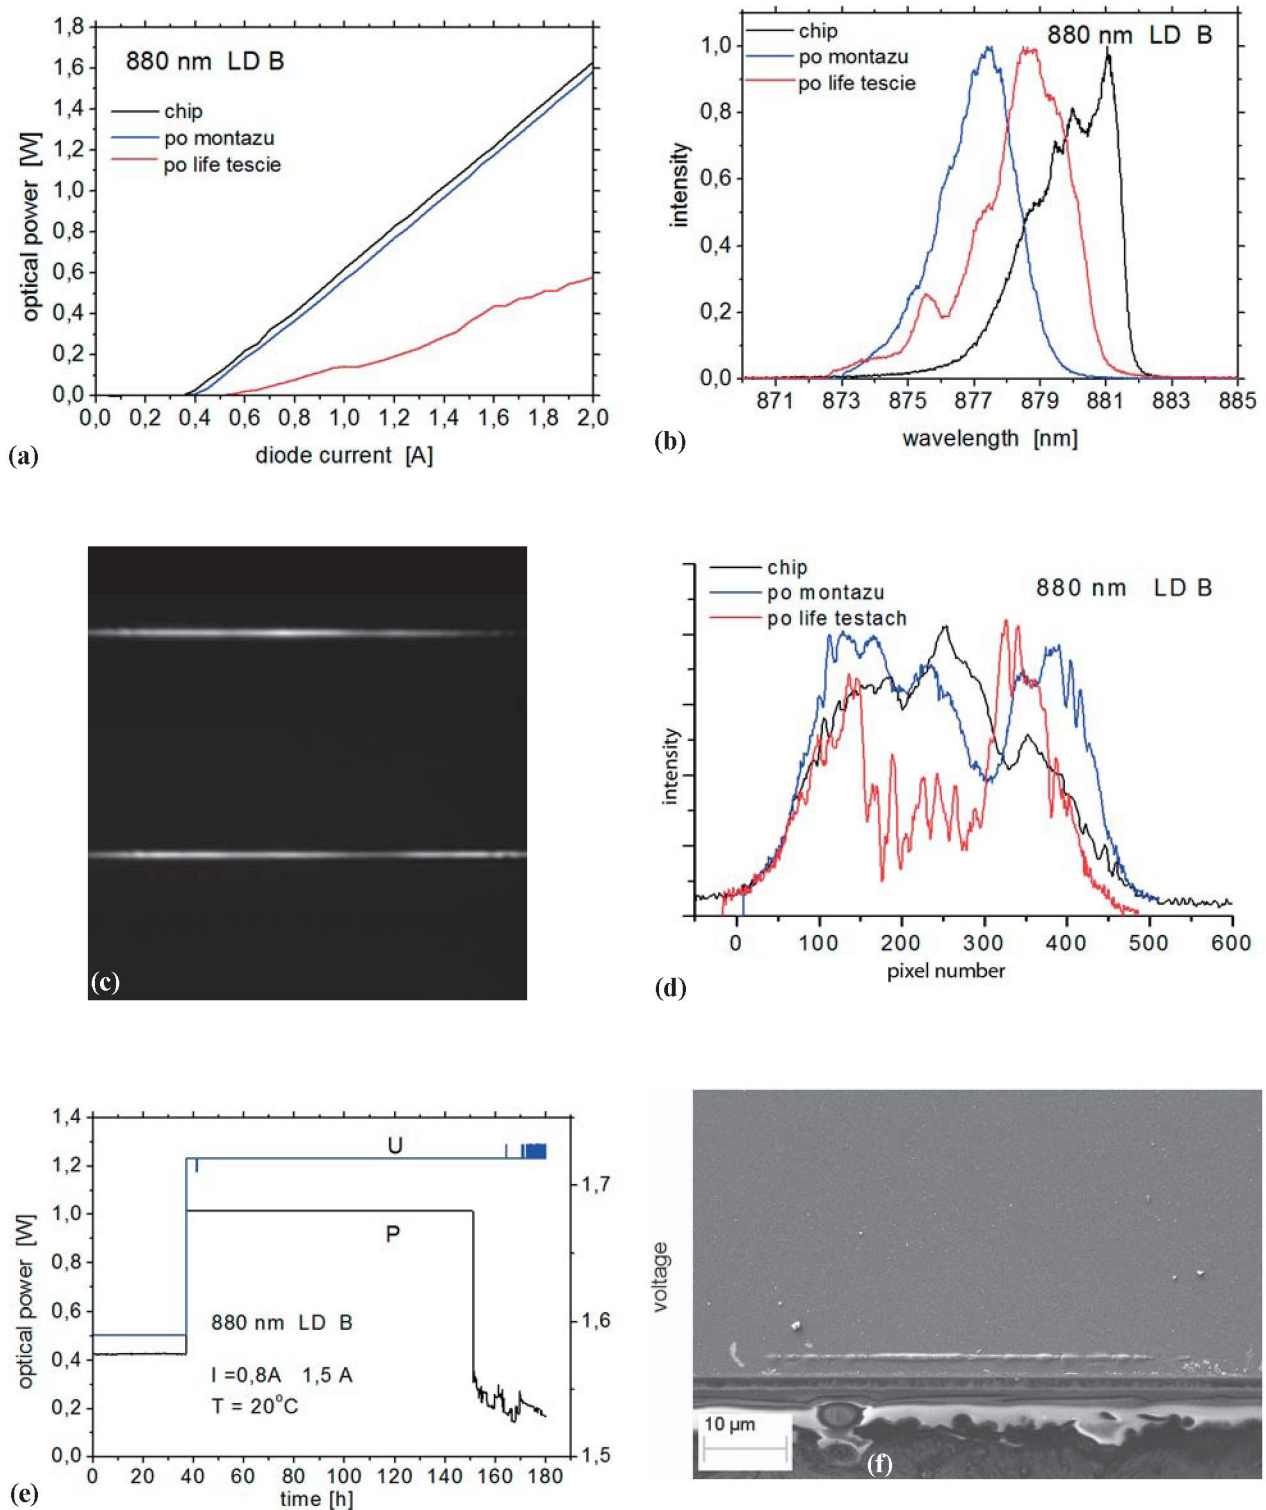 1,8
1,6
1,4
1,2
1,0
0,8
0,6
0,4
0,2
0,0
optical power [W]
880 nm LD B
chip
po montazu
po life tescie
0,0 0,2 0,4 0,6 0,8 1,0 1,2 1,4 1,6 1,8 2,0
diode current [A]
(a)
1,0
0,8
0,6
0,4
0,2
0,0
intensity
chip
po montazu
po life tescie
880 nm LD B
871 873 875 877 879 881 883 885
wavelength [nm]
(b)
(c)
chip
po montazu
po life testach
880 nm LD B
intensity
0 100 200 300 400 500 600
pixel number
(d)
1,4
1,2
1,0
0,8
0,6
0,4
0,2
0,0
optical power [W]
U
P
880 nm LD B
I =0,8A 1,5 A
T = 20°C
1,7
1,6
1,5
voltage
0 20 40 60 80 100 120 140 160 180
time [h]
(e)
10 µm
(f)